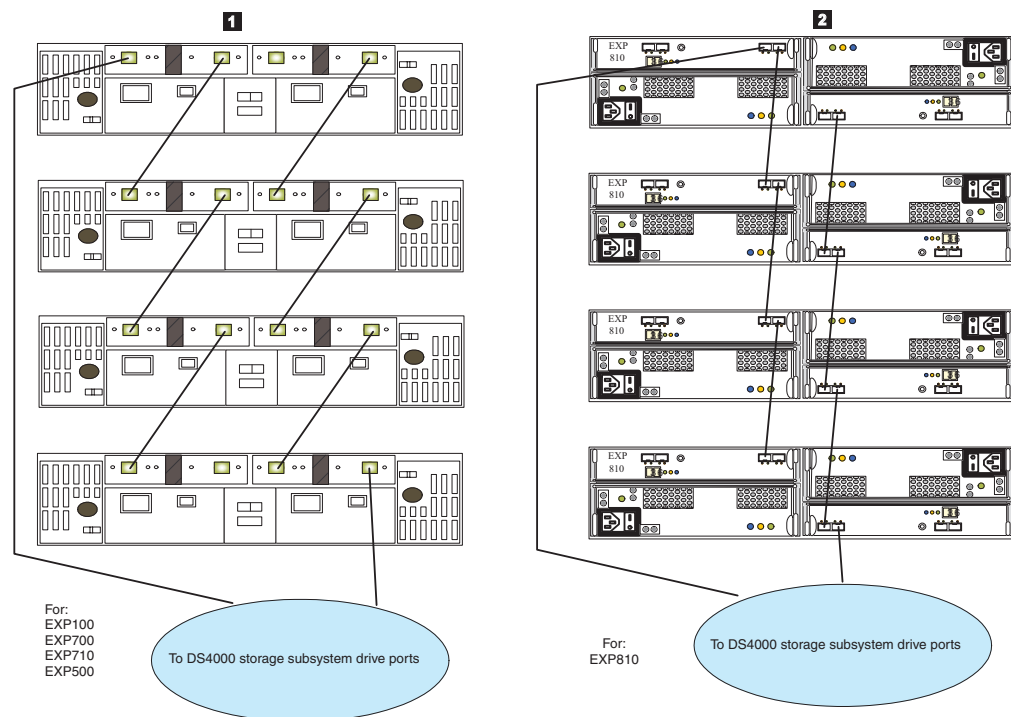 1
2
EXP
810
EXP
810
EXP
810
EXP
810
For:
EXP100
EXP700
EXP710
EXP500
To DS4000 storage subsystem drive ports
For:
EXP810
To DS4000 storage subsystem drive ports